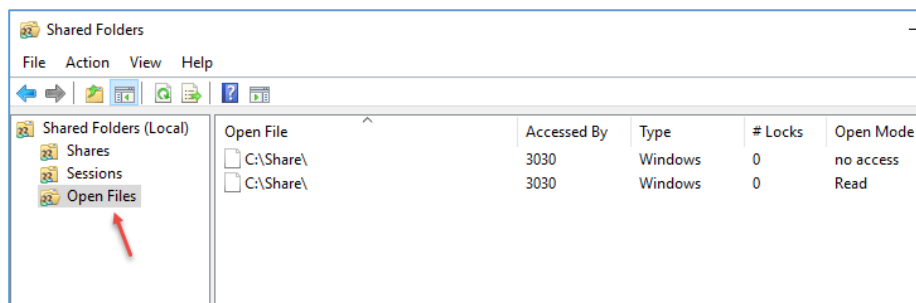 Shared Folders
File Action View Help
Shared Folders (Local)
Shares
Sessions
Open Files
Open File Accessed By Type # Locks Open Mode
C:\Share\ 3030 Windows 0 no access
C:\Share\ 3030 Windows 0 Read